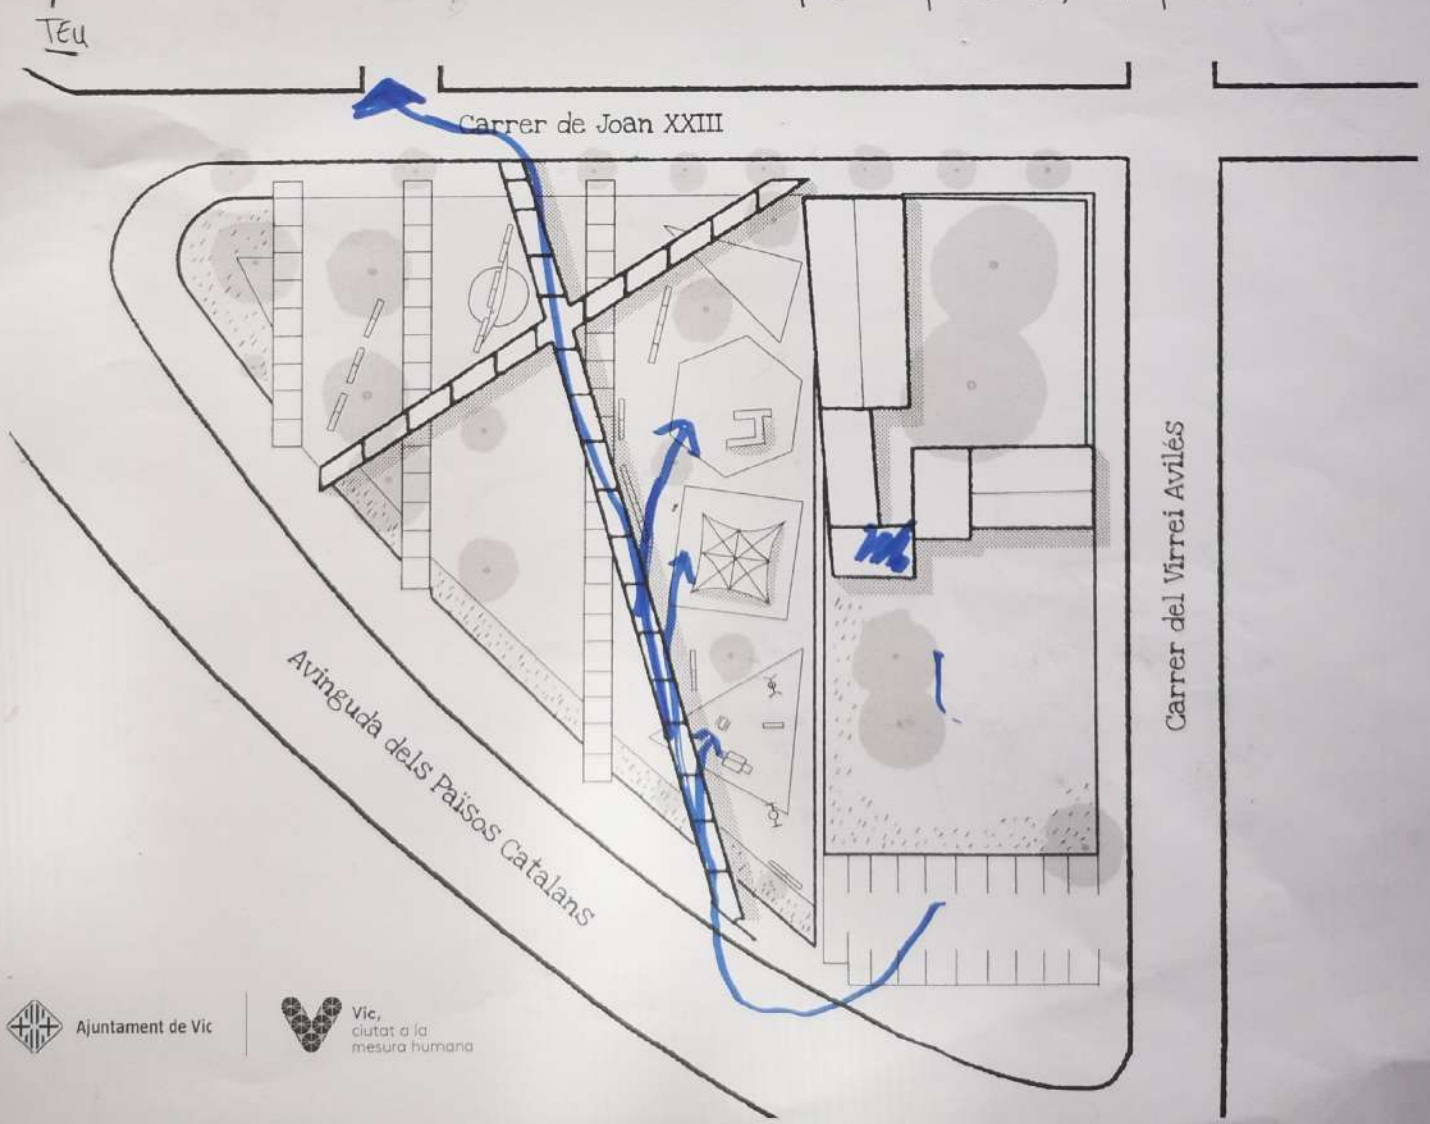 TEU
Carrer de Joan XXIII
Carrer del Virrei Avilés
Avinguda dels Països Catalans
Ajuntament de Vic
Vic,
ciutat a la
mesura humana